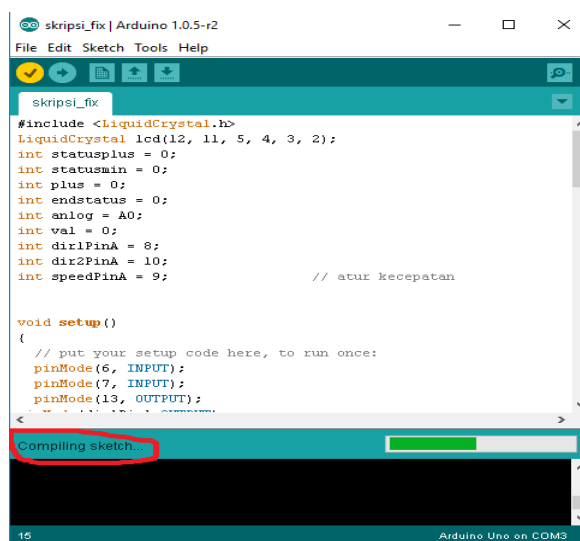 skripsi_fix | Arduino 1.0.5-r2
File Edit Sketch Tools Help
skripsi_fix
#include <LiquidCrystal.h>
LiquidCrystal lcd(12, 11, 5, 4, 3, 2);
int statusplus = 0;
int statusmin = 0;
int plus = 0;
int endstatus = 0;
int anlog = A0;
int val = 0;
int dir1PinA = 8;
int dir2PinA = 10;
int speedPinA = 9; // atur kecepatan
void setup()
{
// put your setup code here, to run once:
pinMode(6, INPUT);
pinMode(7, INPUT);
pinMode(13, OUTPUT);
Compiling sketch...
15 Arduino Uno on COM3